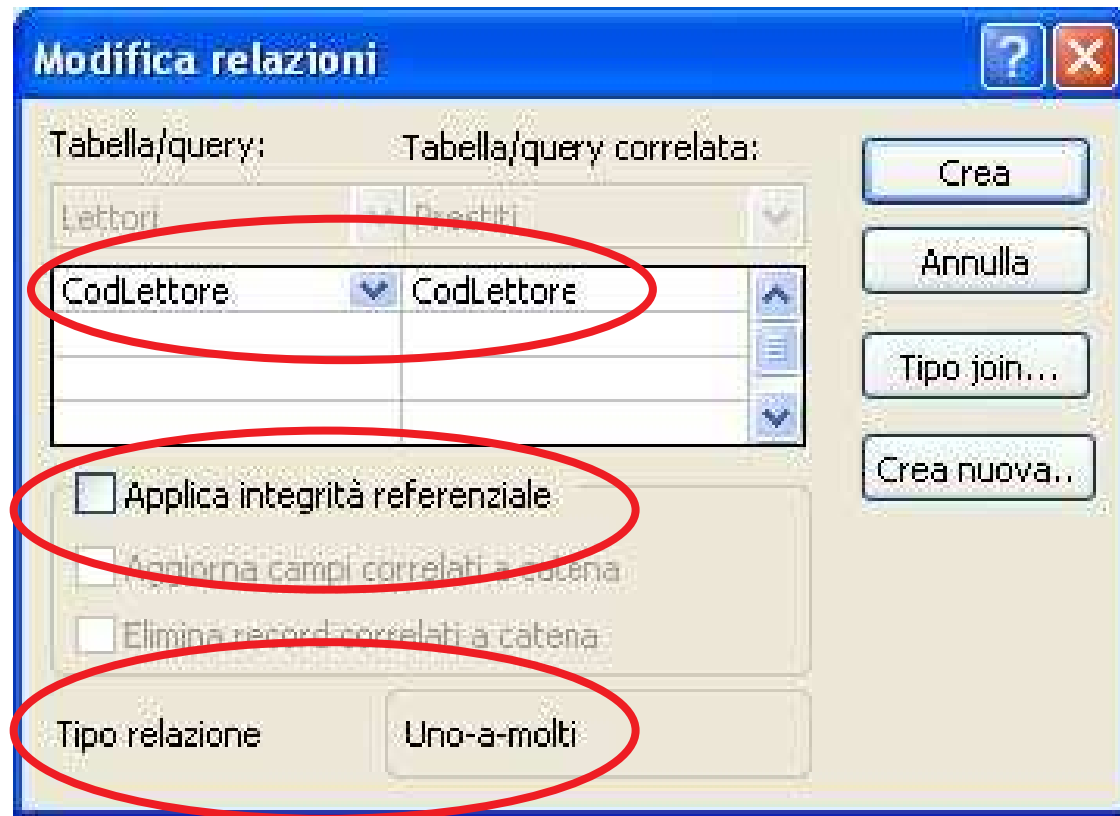 Modifica relazioni
Tabella/query: Tabella/query correlata:
Lettori Prestiti
CodLettore CodLettore
Applica integrità referenziale
Aggiorna campi correlati a catena
Elimina record correlati a catena
Tipo relazione Uno-a-molti
Crea
Annulla
Tipo join...
Crea nuova..